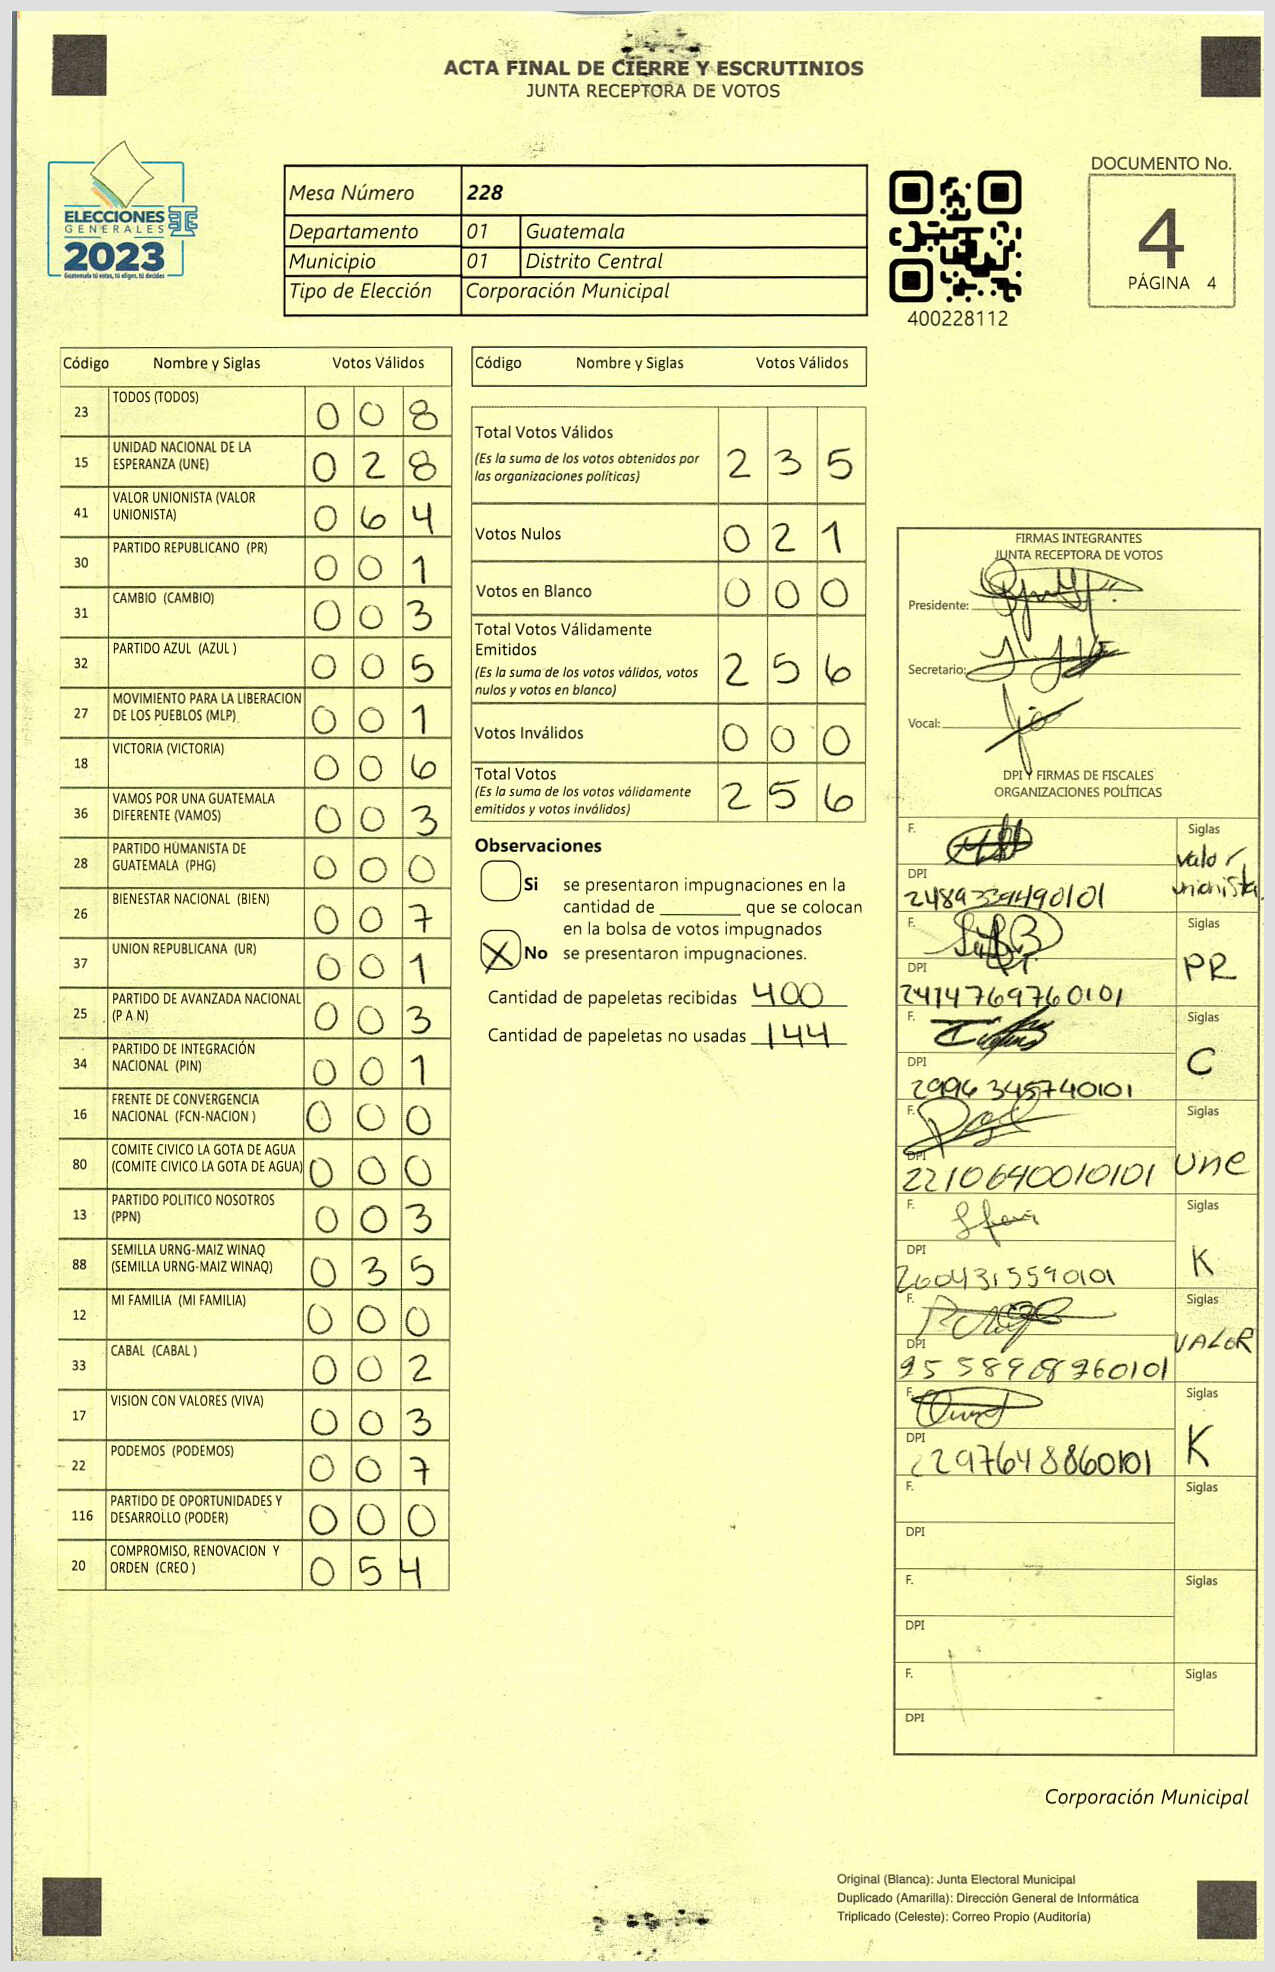 ACTA FINAL DE CIERRE Y ESCRUTINIOS
JUNTA RECEPTORA DE VOTOS
ELECCIONES
GENERALES
2023
Guatemala tú votas, tú eliges, tú decides
Mesa Número 228
Departamento 01 Guatemala
Municipio 01 Distrito Central
Tipo de Elección Corporación Municipal
400228112
DOCUMENTO No.
4
PÁGINA 4
Código Nombre y Siglas Votos Válidos
23 TODOS (TODOS) 0 0 8
15 UNIDAD NACIONAL DE LA
ESPERANZA (UNE) 0 2 8
41 VALOR UNIONISTA (VALOR
UNIONISTA) 0 6 4
30 PARTIDO REPUBLICANO (PR) 0 0 1
31 CAMBIO (CAMBIO) 0 0 3
32 PARTIDO AZUL (AZUL ) 0 0 5
27 MOVIMIENTO PARA LA LIBERACION
DE LOS PUEBLOS (MLP) 0 0 1
18 VICTORIA (VICTORIA) 0 0 6
36 VAMOS POR UNA GUATEMALA
DIFERENTE (VAMOS) 0 0 3
28 PARTIDO HUMANISTA DE
GUATEMALA (PHG) 0 0 0
26 BIENESTAR NACIONAL (BIEN) 0 0 7
37 UNION REPUBLICANA (UR) 0 0 1
25 PARTIDO DE AVANZADA NACIONAL
(P A N) 0 0 3
34 PARTIDO DE INTEGRACIÓN
NACIONAL (PIN) 0 0 1
16 FRENTE DE CONVERGENCIA
NACIONAL (FCN-NACION ) 0 0 0
80 COMITE CIVICO LA GOTA DE AGUA
(COMITE CIVICO LA GOTA DE AGUA) 0 0 0
13 PARTIDO POLITICO NOSOTROS
(PPN) 0 0 3
88 SEMILLA URNG-MAIZ WINAQ
(SEMILLA URNG-MAIZ WINAQ) 0 3 5
12 MI FAMILIA (MI FAMILIA) 0 0 0
33 CABAL (CABAL ) 0 0 2
17 VISION CON VALORES (VIVA) 0 0 3
22 PODEMOS (PODEMOS) 0 0 7
116 PARTIDO DE OPORTUNIDADES Y
DESARROLLO (PODER) 0 0 0
20 COMPROMISO, RENOVACION Y
ORDEN (CREO ) 0 5 4
Código Nombre y Siglas Votos Válidos
Total Votos Válidos
(Es la suma de los votos obtenidos por
las organizaciones políticas) 2 3 5
Votos Nulos 0 2 1
Votos en Blanco 0 0 0
Total Votos Válidamente
Emitidos
(Es la suma de los votos válidos, votos
nulos y votos en blanco) 2 5 6
Votos Inválidos 0 0 0
Total Votos
(Es la suma de los votos válidamente
emitidos y votos inválidos) 2 5 6
Observaciones
Si se presentaron impugnaciones en la
cantidad de ________ que se colocan
en la bolsa de votos impugnados
X No se presentaron impugnaciones.
Cantidad de papeletas recibidas 400
Cantidad de papeletas no usadas 144
FIRMAS INTEGRANTES
JUNTA RECEPTORA DE VOTOS
Presidente:
Secretario:
Vocal:
DPI Y FIRMAS DE FISCALES
ORGANIZACIONES POLÍTICAS
F. Siglas
valor
unionista
DPI
F. Siglas
PR
DPI
2414769760101
F. Siglas
C
DPI
2996345740101
F. Siglas
une
DPI
2210640010101
F. Siglas
K
DPI
2604315590101
F. Siglas
VALOR
DPI
F. Siglas
K
DPI
2297648860101
F. Siglas
DPI
F. Siglas
DPI
F. Siglas
DPI
Corporación Municipal
Original (Blanca): Junta Electoral Municipal
Duplicado (Amarilla): Dirección General de Informática
Triplicado (Celeste): Correo Propio (Auditoría)